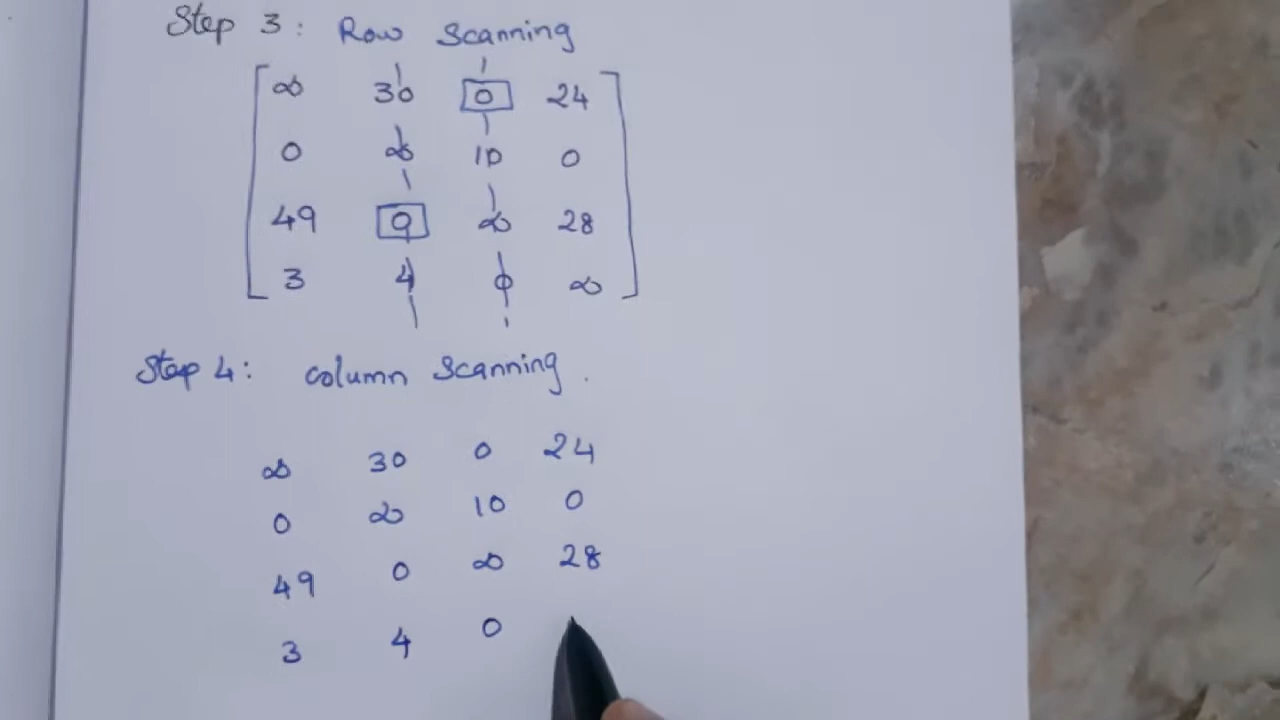 Step 3: Row Scanning
∞ 30 0 24
0 ∞ 10 0
49 0 ∞ 28
3 4 0 ∞
Step 4: column Scanning.
∞ 30 0 24
0 ∞ 10 0
49 0 ∞ 28
3 4 0